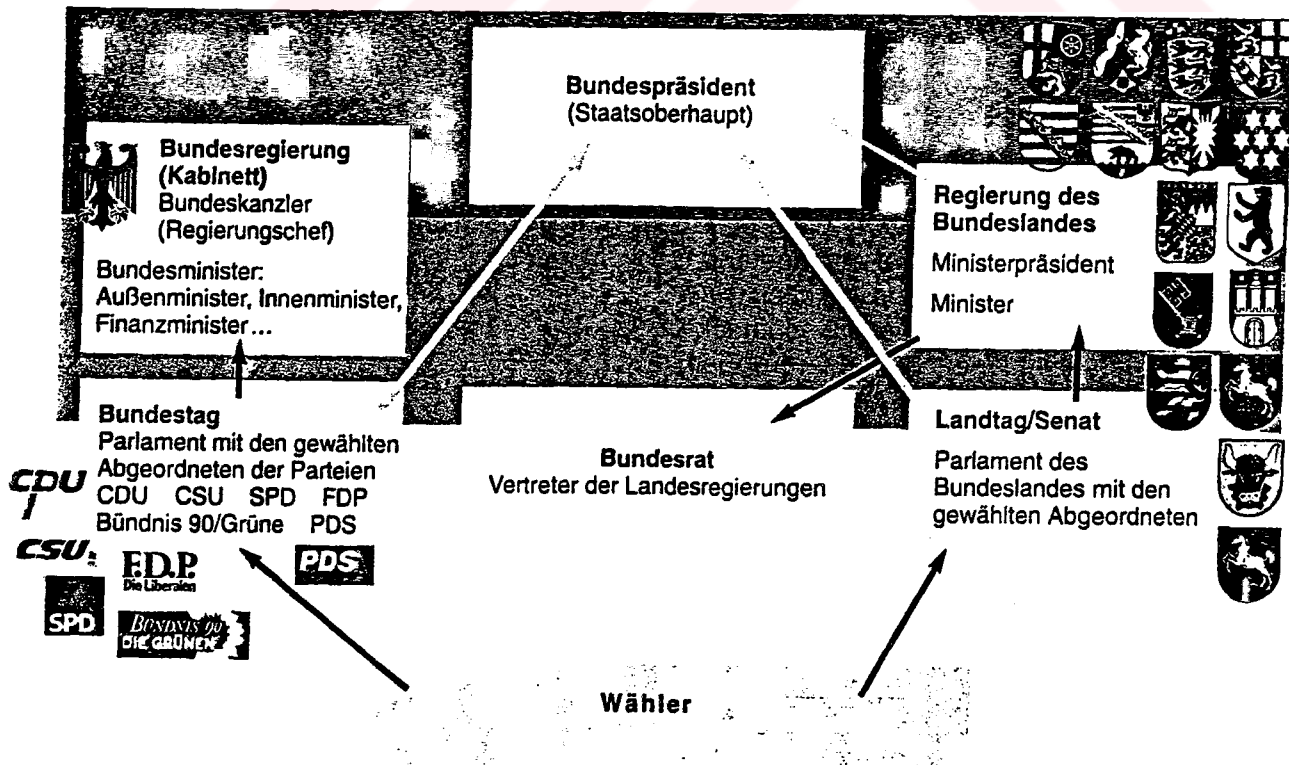 Bundespräsident
(Staatsoberhaupt)
Bundesregierung
(Kabinett)
Bundeskanzler
(Regierungschef)
Bundesminister:
Außenminister, Innenminister,
Finanzminister...
Regierung des
Bundeslandes
Ministerpräsident
Minister
Bundestag
Parlament mit den gewählten
Abgeordneten der Parteien
CDU CSU SPD FDP
Bündnis 90/Grüne PDS
CDU
CSU
F.D.P.
Die Liberalen
PDS
SPD
BÜNDNIS 90
DIE GRÜNEN
Bundesrat
Vertreter der Landesregierungen
Landtag/Senat
Parlament des
Bundeslandes mit den
gewählten Abgeordneten
Wähler